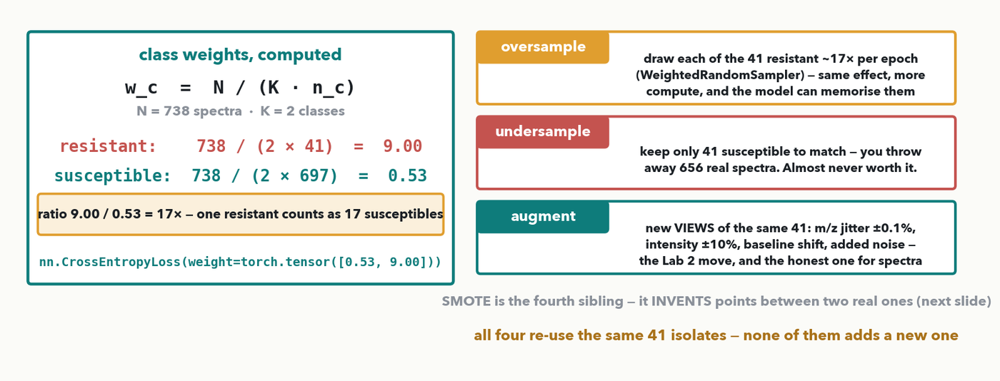 class weights, computed
w_c = N / (K · n_c)
N = 738 spectra · K = 2 classes
resistant: 738 / (2 × 41) = 9.00
susceptible: 738 / (2 × 697) = 0.53
ratio 9.00 / 0.53 = 17× — one resistant counts as 17 susceptibles
nn.CrossEntropyLoss(weight=torch.tensor([0.53, 9.00]))
oversample
draw each of the 41 resistant ~17× per epoch
(WeightedRandomSampler) — same effect, more
compute, and the model can memorise them
undersample
keep only 41 susceptible to match — you throw
away 656 real spectra. Almost never worth it.
augment
new VIEWS of the same 41: m/z jitter ±0.1%,
intensity ±10%, baseline shift, added noise —
the Lab 2 move, and the honest one for spectra
SMOTE is the fourth sibling — it INVENTS points between two real ones (next slide)
all four re-use the same 41 isolates — none of them adds a new one